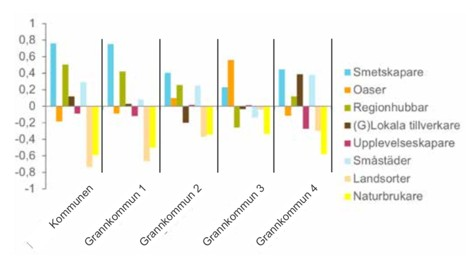 1
0,8
0,6
0,4
0,2
0
-0,2
-0,4
-0,6
-0,8
-1
Kommunen
Grannkommun 1
Grannkommun 2
Grannkommun 3
Grannkommun 4
Smetskapare
Oaser
Regionhubbar
(G)Lokala tillverkare
Upplevelseskapare
Småstäder
Landsorter
Naturbrukare